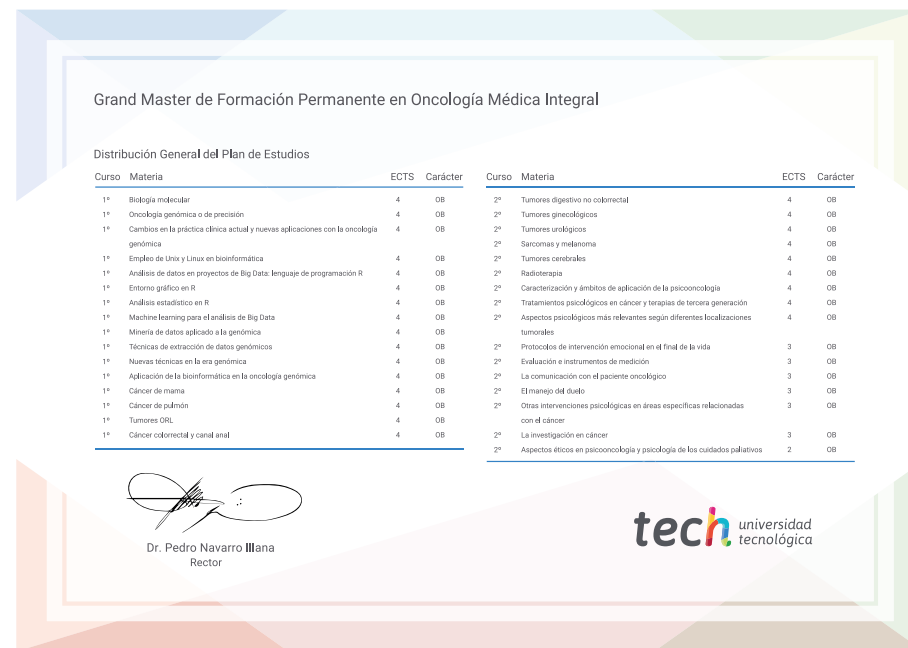 Grand Master de Formación Permanente en Oncología Médica Integral
Distribución General del Plan de Estudios
Curso Materia ECTS Carácter
1º Biología molecular 4 OB
1º Oncología genómica o de precisión 4 OB
1º Cambios en la práctica clínica actual y nuevas aplicaciones con la oncología 4 OB
genómica
1º Empleo de Unix y Linux en bioinformática 4 OB
1º Análisis de datos en proyectos de Big Data: lenguaje de programación R 4 OB
1º Entorno gráfico en R 4 OB
1º Análisis estadístico en R 4 OB
1º Machine learning para el análisis de Big Data 4 OB
1º Minería de datos aplicado a la genómica 4 OB
1º Técnicas de extracción de datos genómicos 4 OB
1º Nuevas técnicas en la era genómica 4 OB
1º Aplicación de la bioinformática en la oncología genómica 4 OB
1º Cáncer de mama 4 OB
1º Cáncer de pulmón 4 OB
1º Tumores ORL 4 OB
1º Cáncer colorrectal y canal anal 4 OB
Curso Materia ECTS Carácter
2º Tumores digestivo no colorrectal 4 OB
2º Tumores ginecológicos 4 OB
2º Tumores urológicos 4 OB
2º Sarcomas y melanoma 4 OB
2º Tumores cerebrales 4 OB
2º Radioterapia 4 OB
2º Caracterización y ámbitos de aplicación de la psicooncología 4 OB
2º Tratamientos psicológicos en cáncer y terapias de tercera generación 4 OB
2º Aspectos psicológicos más relevantes según diferentes localizaciones 4 OB
tumorales
2º Protocolos de intervención emocional en el final de la vida 3 OB
2º Evaluación e instrumentos de medición 3 OB
2º La comunicación con el paciente oncológico 3 OB
2º El manejo del duelo 3 OB
2º Otras intervenciones psicológicas en áreas específicas relacionadas 3 OB
con el cáncer
2º La investigación en cáncer 3 OB
2º Aspectos éticos en psicooncología y psicología de los cuidados paliativos 2 OB
Dr. Pedro Navarro Illana
Rector
tech universidad
tecnológica